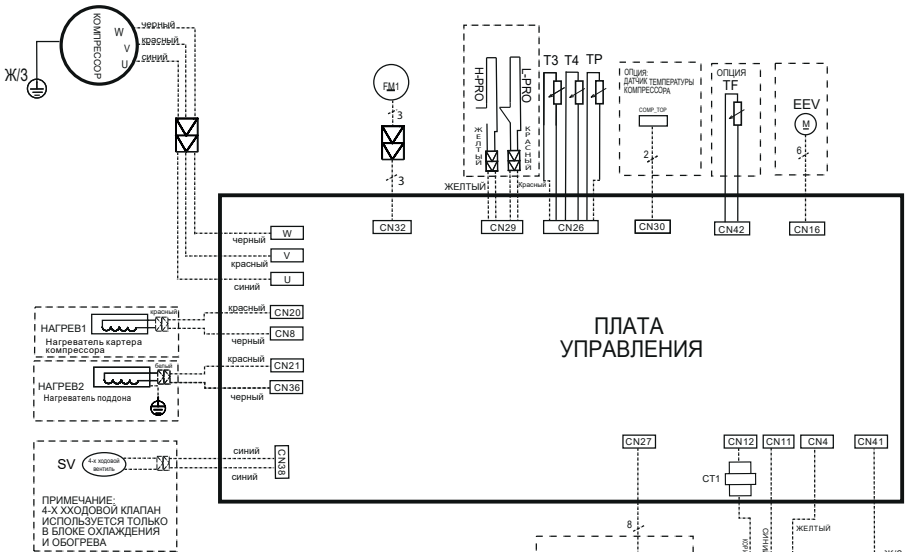 КОМПРЕССОР
W
V
U
черный
красный
синий
Ж/З
FM1
3
3
H-PRO
L-PRO
ЖЕЛТЫЙ
КРАСНЫЙ
T3 T4 TP
ОПЦИЯ:
ДАТЧИК ТЕМПЕРАТУРЫ
КОМПРЕССОРА
COMP_TOP
2
ОПЦИЯ
TF
EEV
M
6
ЖЕЛТЫЙ
Красный
CN32
CN29
CN26
CN30
CN42
CN16
W
черный
V
красный
U
синий
НАГРЕВ1
красный
Нагреватель картера
компрессора
красный
CN20
CN8
черный
НАГРЕВ2
белый
Нагреватель поддона
красный
CN21
CN36
черный
SV
4-х ходовой
вентиль
синий
CN38
синий
ПРИМЕЧАНИЕ:
4-Х ХХОДОВОЙ КЛАПАН
ИСПОЛЬЗУЕТСЯ ТОЛЬКО
В БЛОКЕ ОХЛАЖДЕНИЯ
И ОБОГРЕВА
ПЛАТА
УПРАВЛЕНИЯ
CN27
CN12
CN11
CN4
CN41
CT1
8
ЖЕЛТЫЙ